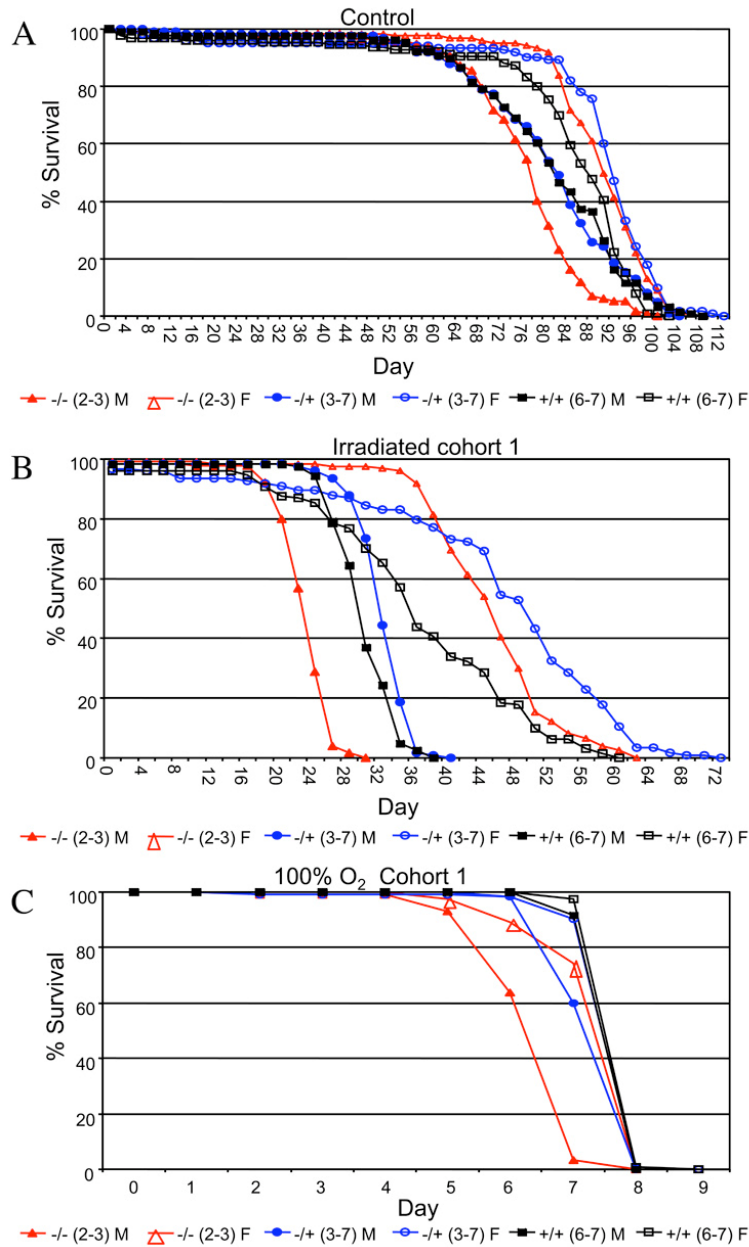 A
Control
% Survival
100
80
60
40
20
0
0 4 8 12 16 20 24 28 32 36 40 44 48 52 56 60 64 68 72 76 80 84 88 92 96 100 104 108 112
Day
-/- (2-3) M -/- (2-3) F -/+ (3-7) M -/+ (3-7) F +/+ (6-7) M +/+ (6-7) F
B
Irradiated cohort 1
% Survival
100
80
60
40
20
0
0 4 8 12 16 20 24 28 32 36 40 44 48 52 56 60 64 68 72
Day
-/- (2-3) M -/- (2-3) F -/+ (3-7) M -/+ (3-7) F +/+ (6-7) M +/+ (6-7) F
C
100% O₂ Cohort 1
% Survival
100
80
60
40
20
0
0 1 2 3 4 5 6 7 8 9
Day
-/- (2-3) M -/- (2-3) F -/+ (3-7) M -/+ (3-7) F +/+ (6-7) M +/+ (6-7) F